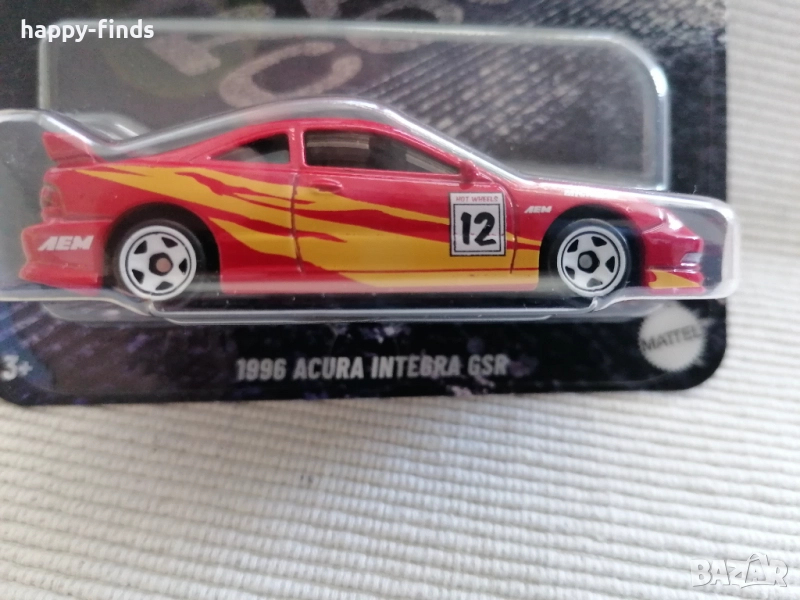 happy-finds
HOT WHEELS
12
AEM
AEM
3+
1996 ACURA INTEGRA GSR
MATTEL
BAZAR